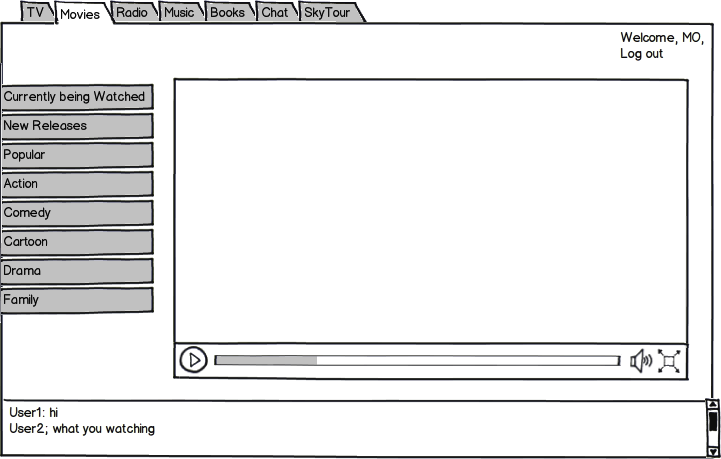 TV Movies Radio Music Books Chat SkyTour
Welcome, MO,
Log out
Currently being Watched
New Releases
Popular
Action
Comedy
Cartoon
Drama
Family
User1: hi
User2; what you watching